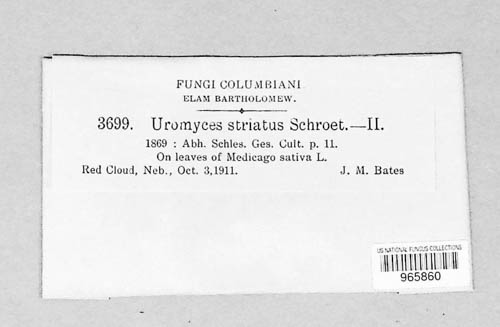 FUNGI COLUMBIANI
ELAM BARTHOLOMEW.
3699. Uromyces striatus Schroet.—II.
1869 : Abh. Schles. Ges. Cult. p. 11.
On leaves of Medicago sativa L.
Red Cloud, Neb., Oct. 3,1911. J. M. Bates
US NATIONAL FUNGUS COLLECTIONS
965860